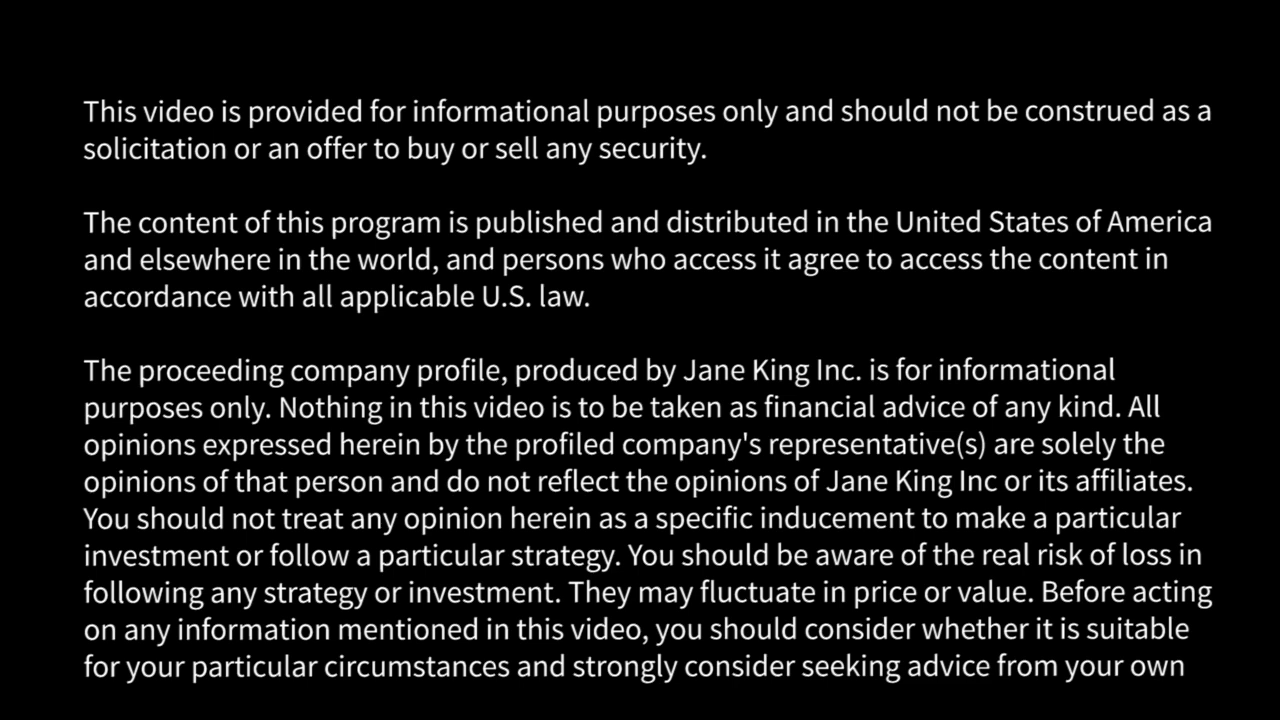 This video is provided for informational purposes only and should not be construed as a
solicitation or an offer to buy or sell any security.
The content of this program is published and distributed in the United States of America
and elsewhere in the world, and persons who access it agree to access the content in
accordance with all applicable U.S. law.
The proceeding company profile, produced by Jane King Inc. is for informational
purposes only. Nothing in this video is to be taken as financial advice of any kind. All
opinions expressed herein by the profiled company's representative(s) are solely the
opinions of that person and do not reflect the opinions of Jane King Inc or its affiliates.
You should not treat any opinion herein as a specific inducement to make a particular
investment or follow a particular strategy. You should be aware of the real risk of loss in
following any strategy or investment. They may fluctuate in price or value. Before acting
on any information mentioned in this video, you should consider whether it is suitable
for your particular circumstances and strongly consider seeking advice from your own